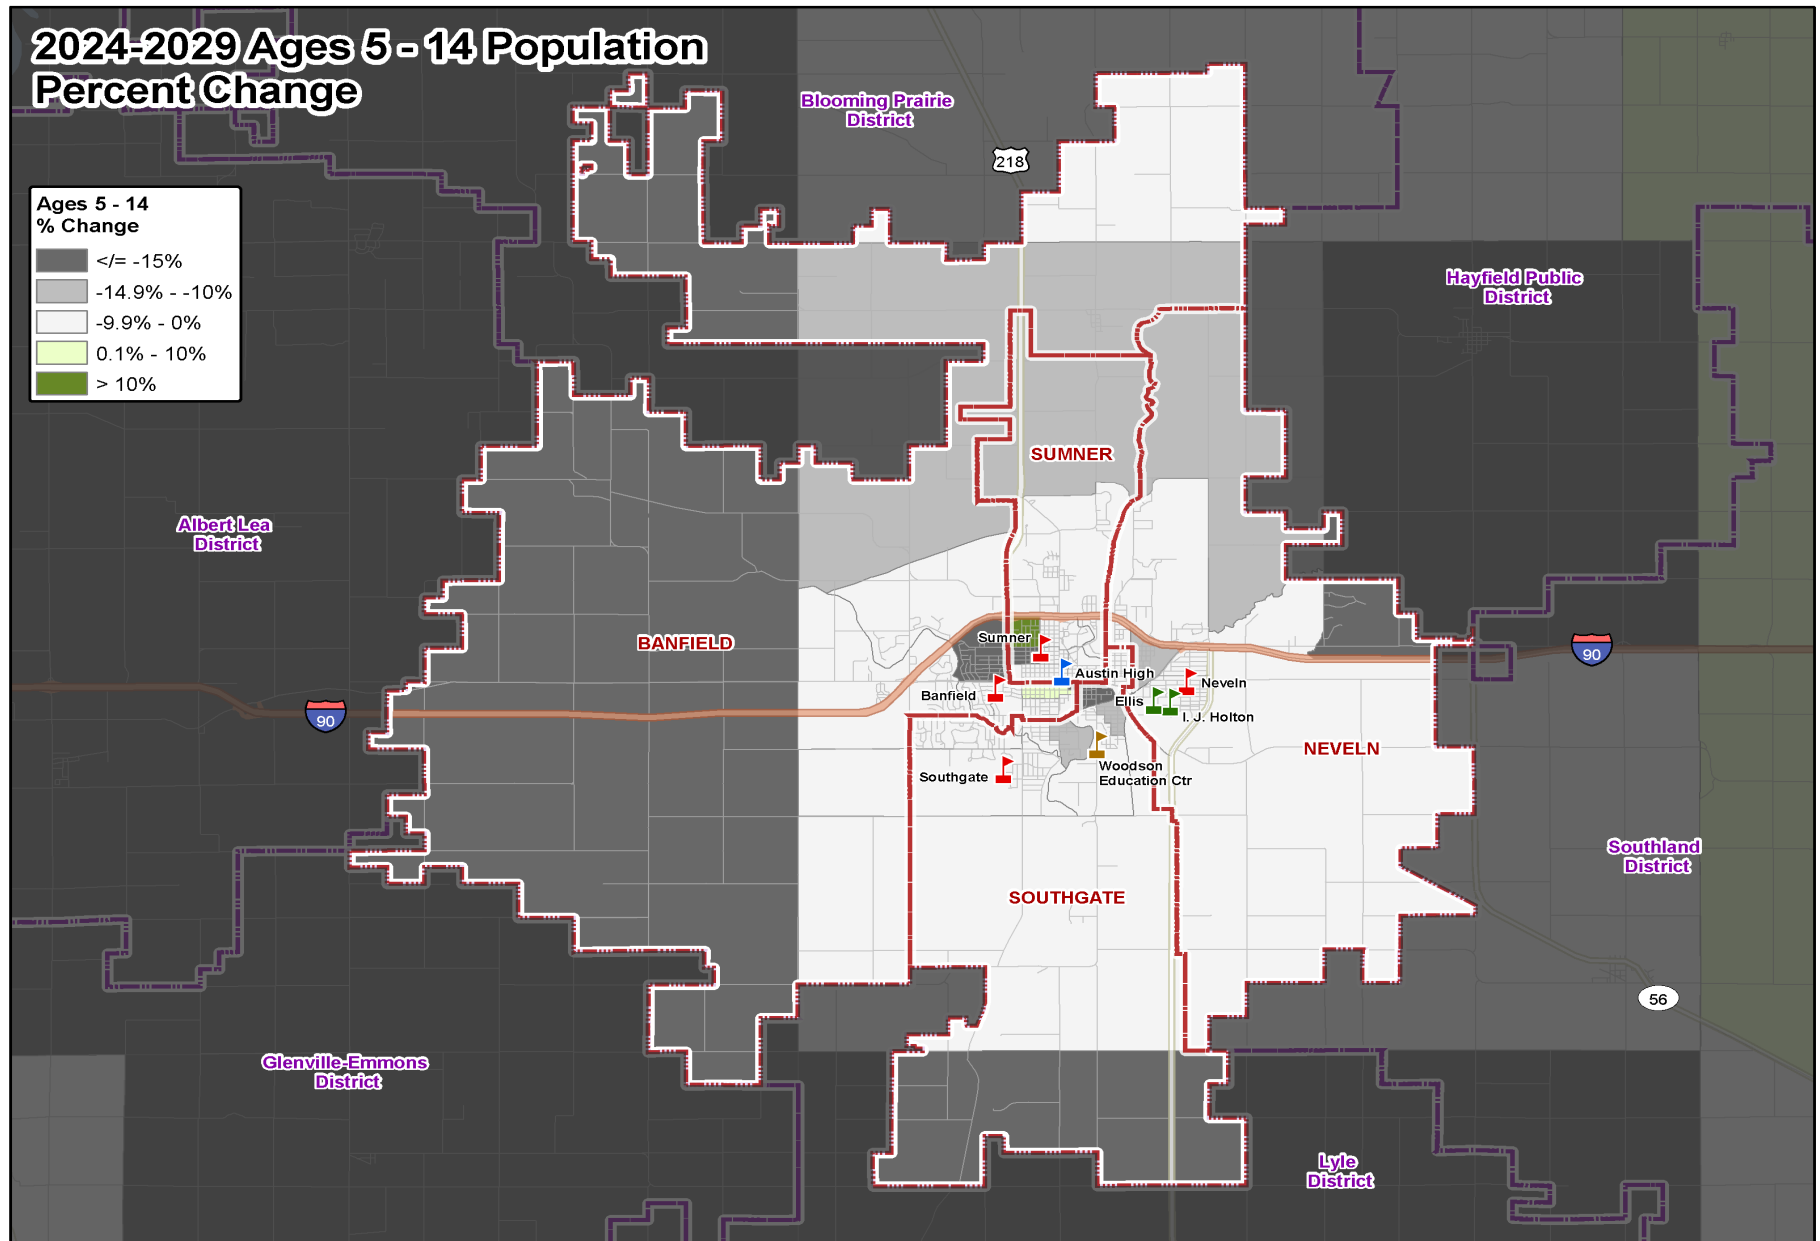 2024-2029 Ages 5 - 14 Population
Percent Change
Blooming Prairie
District
218
Ages 5 - 14
% Change
</= -15%
-14.9% - -10%
-9.9% - 0%
0.1% - 10%
> 10%
Hayfield Public
District
SUMNER
Albert Lea
District
BANFIELD
Sumner
90
Austin High
Neveln
Banfield
Ellis
I. J. Holton
90
NEVELN
Woodson
Education Ctr
Southgate
Southland
District
SOUTHGATE
56
Glenville-Emmons
District
Lyle
District